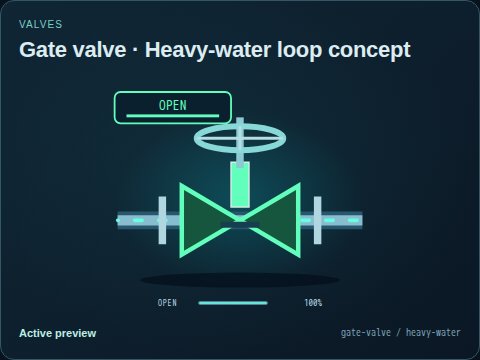 VALVES
Gate valve · Heavy-water loop concept
OPEN
OPEN 100%
Active preview gate-valve / heavy-water